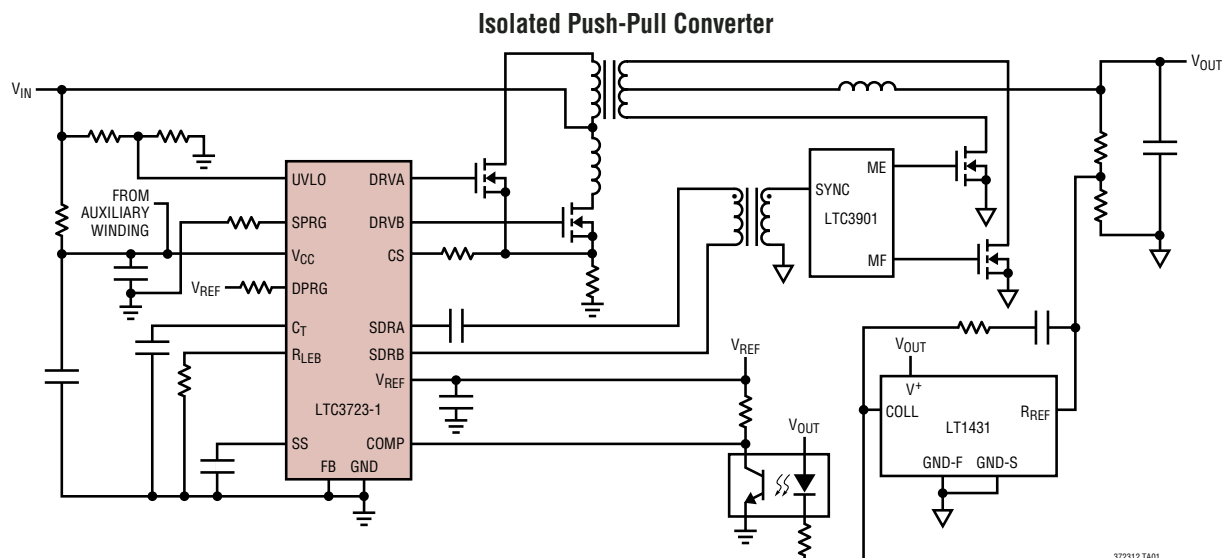 Isolated Push-Pull Converter
VIN
VOUT
UVLO
DRVA
ME
FROM
AUXILIARY
WINDING
SYNC
LTC3901
SPRG
DRVB
VCC
CS
MF
VREF
DPRG
CT
SDRA
RLEB
SDRB
VREF
VOUT
VREF
V+
LTC3723-1
COLL
RREF
LT1431
SS
COMP
VOUT
FB
GND
GND-F
GND-S
372312 TA01